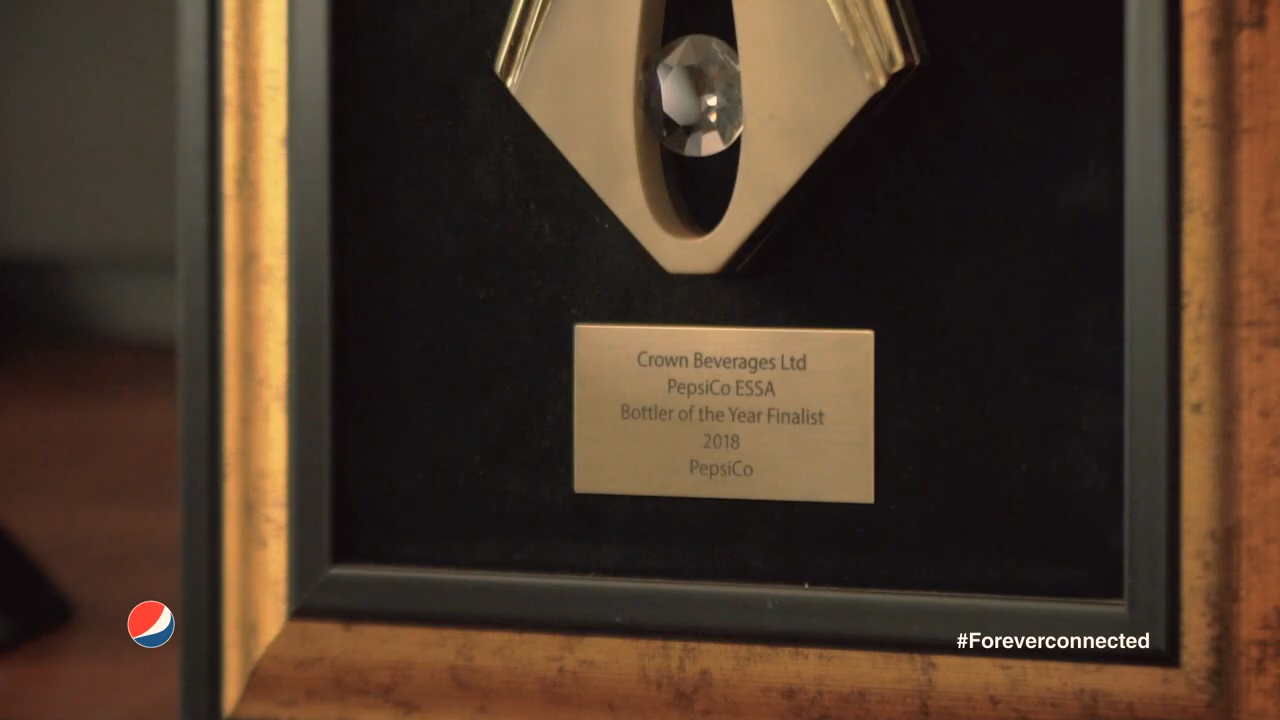 Crown Beverages Ltd
PepsiCo ESSA
Bottler of the Year Finalist
2018
PepsiCo
#Foreverconnected